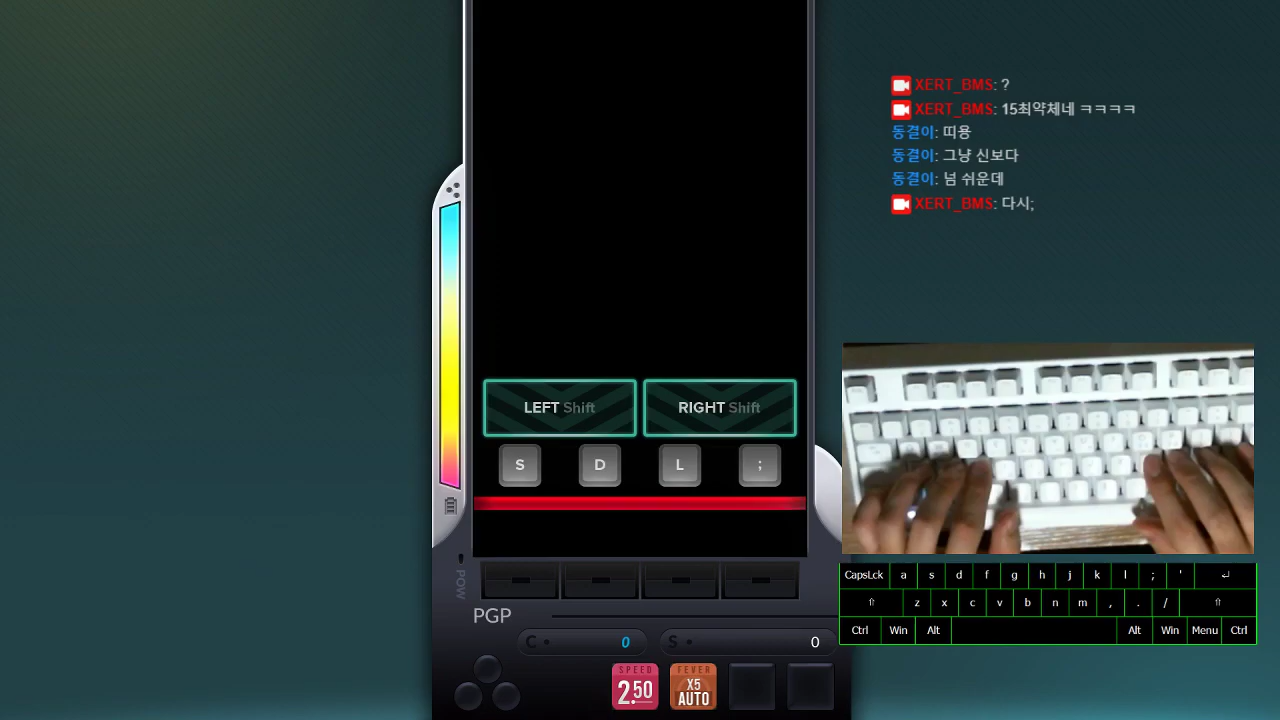 XERT_BMS: ?
XERT_BMS: 15최약체네 ㅋㅋㅋㅋ
동결이: 띠용
동결이: 그냥 신보다
동결이: 넘 쉬운데
XERT_BMS: 다시;
LEFT Shift RIGHT Shift
S D L ;
POW
PGP
C 0 S 0
SPEED 2.50 FEVER X5 AUTO
CapsLck a s d f g h j k l ; ' ↵
⇧ z x c v b n m , . / ⇧
Ctrl Win Alt Alt Win Menu Ctrl